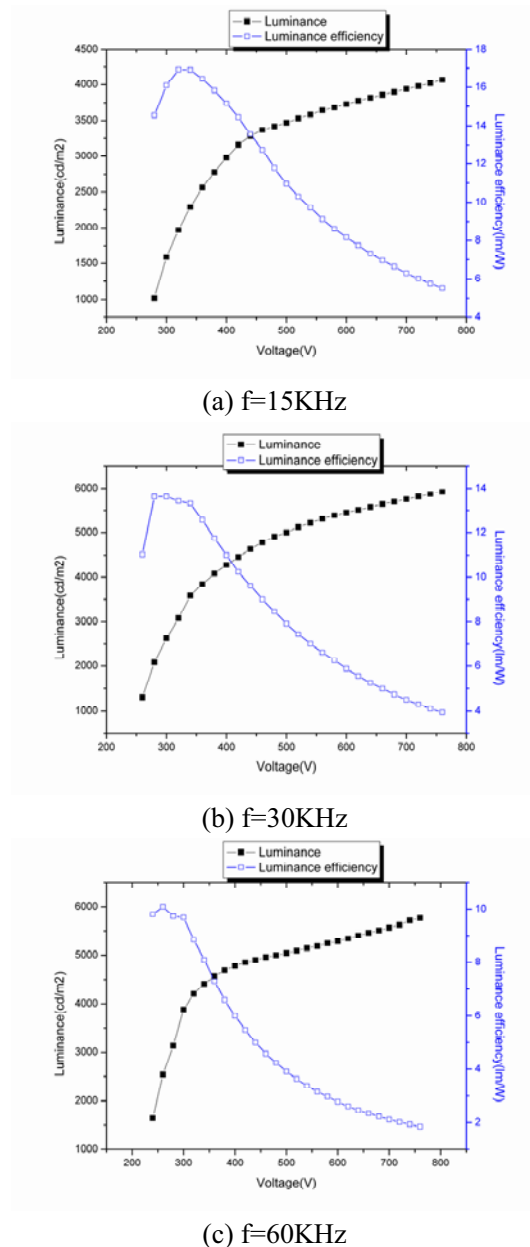 Luminance
Luminance efficiency
4500
4000
3500
3000
2500
2000
1500
1000
Luminance(cd/m2)
18
16
14
12
10
8
6
4
Luminance efficiency(lm/W)
200 300 400 500 600 700 800
Voltage(V)
(a) f=15KHz
Luminance
Luminance efficiency
6000
5000
4000
3000
2000
1000
Luminance(cd/m2)
14
12
10
8
6
4
Luminance efficiency(lm/W)
200 300 400 500 600 700 800
Voltage(V)
(b) f=30KHz
Luminance
Luminance efficiency
6000
5000
4000
3000
2000
1000
Luminance(cd/m2)
10
8
6
4
2
Luminance efficiency(lm/W)
200 300 400 500 600 700 800
Voltage(V)
(c) f=60KHz